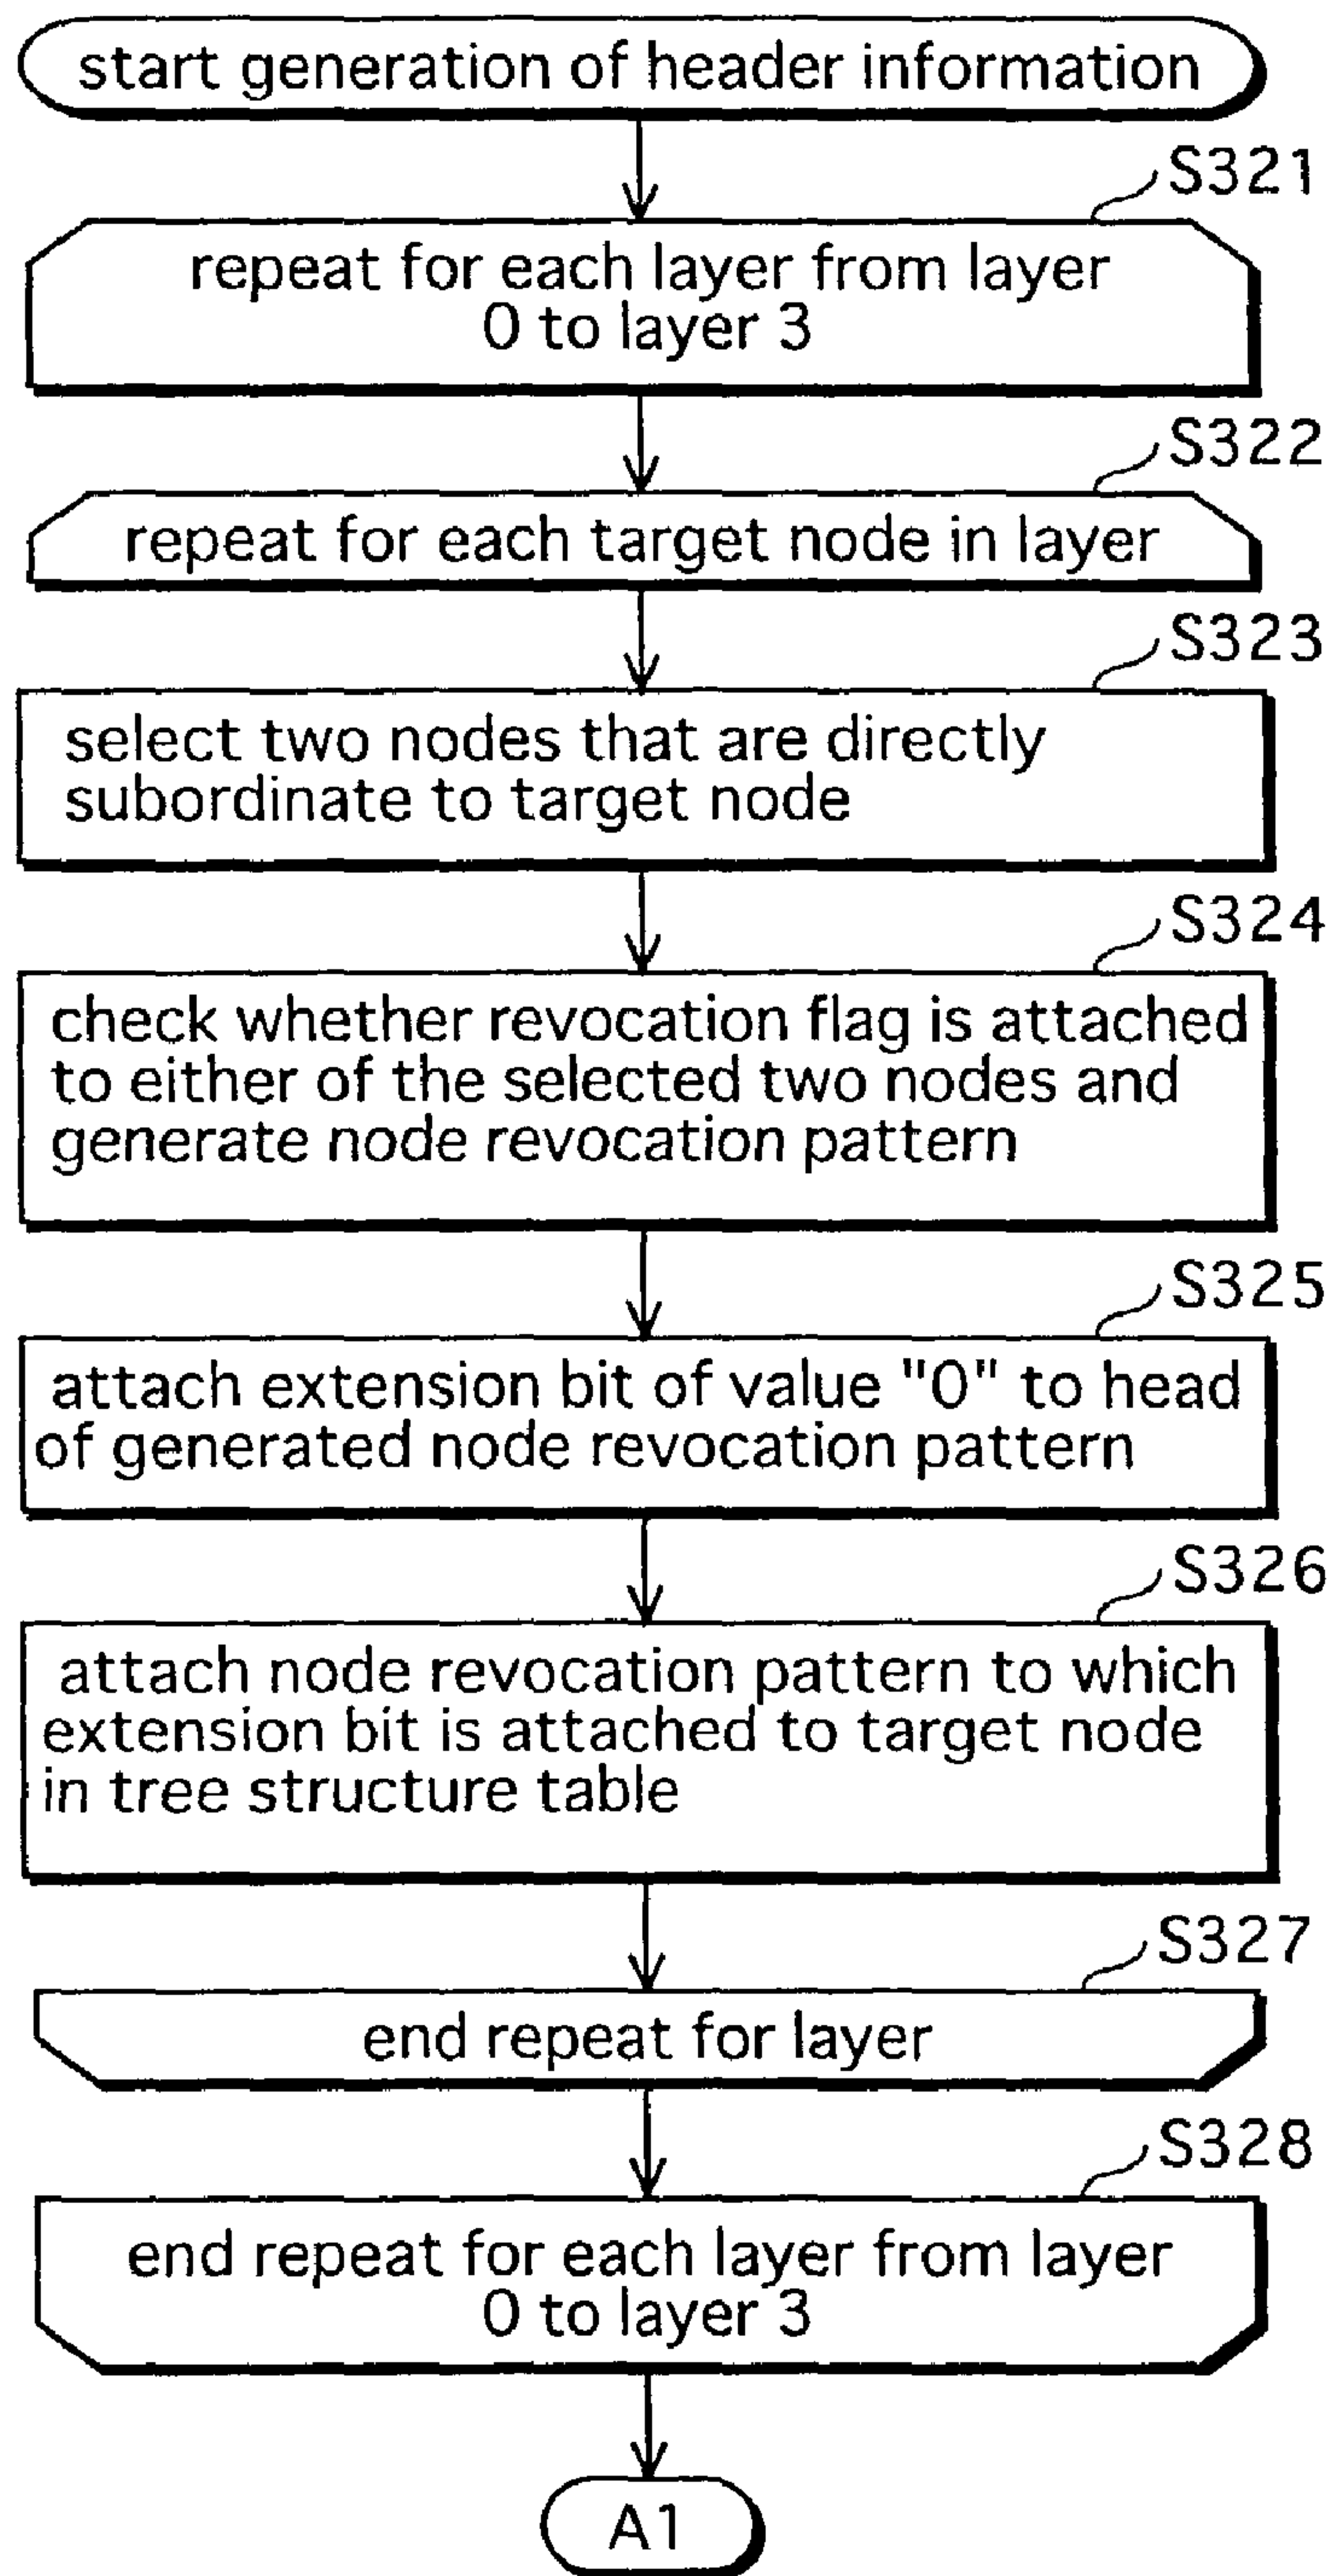 start generation of header information
S321
repeat for each layer from layer
0 to layer 3
S322
repeat for each target node in layer
S323
select two nodes that are directly
subordinate to target node
S324
check whether revocation flag is attached
to either of the selected two nodes and
generate node revocation pattern
S325
attach extension bit of value "0" to head
of generated node revocation pattern
S326
attach node revocation pattern to which
extension bit is attached to target node
in tree structure table
S327
end repeat for layer
S328
end repeat for each layer from layer
0 to layer 3
A1